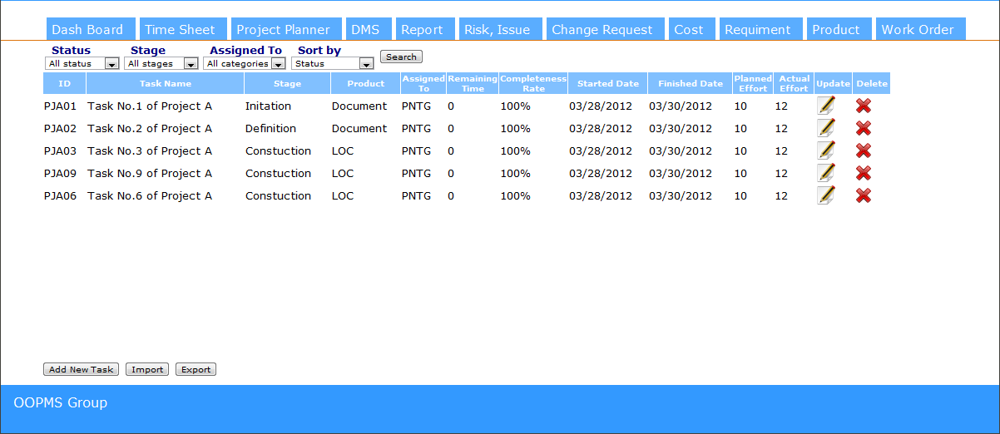 Dash Board Time Sheet Project Planner DMS Report Risk, Issue Change Request Cost Requiment Product Work Order
Status Stage Assigned To Sort by
All status All stages All categories Status Search
ID Task Name Stage Product Assigned To Remaining Time Completeness Rate Started Date Finished Date Planned Effort Actual Effort Update Delete
PJA01 Task No.1 of Project A Initation Document PNTG 0 100% 03/28/2012 03/30/2012 10 12
PJA02 Task No.2 of Project A Definition Document PNTG 0 100% 03/28/2012 03/30/2012 10 12
PJA03 Task No.3 of Project A Constuction LOC PNTG 0 100% 03/28/2012 03/30/2012 10 12
PJA09 Task No.9 of Project A Constuction LOC PNTG 0 100% 03/28/2012 03/30/2012 10 12
PJA06 Task No.6 of Project A Constuction LOC PNTG 0 100% 03/28/2012 03/30/2012 10 12
Add New Task Import Export
OOPMS Group